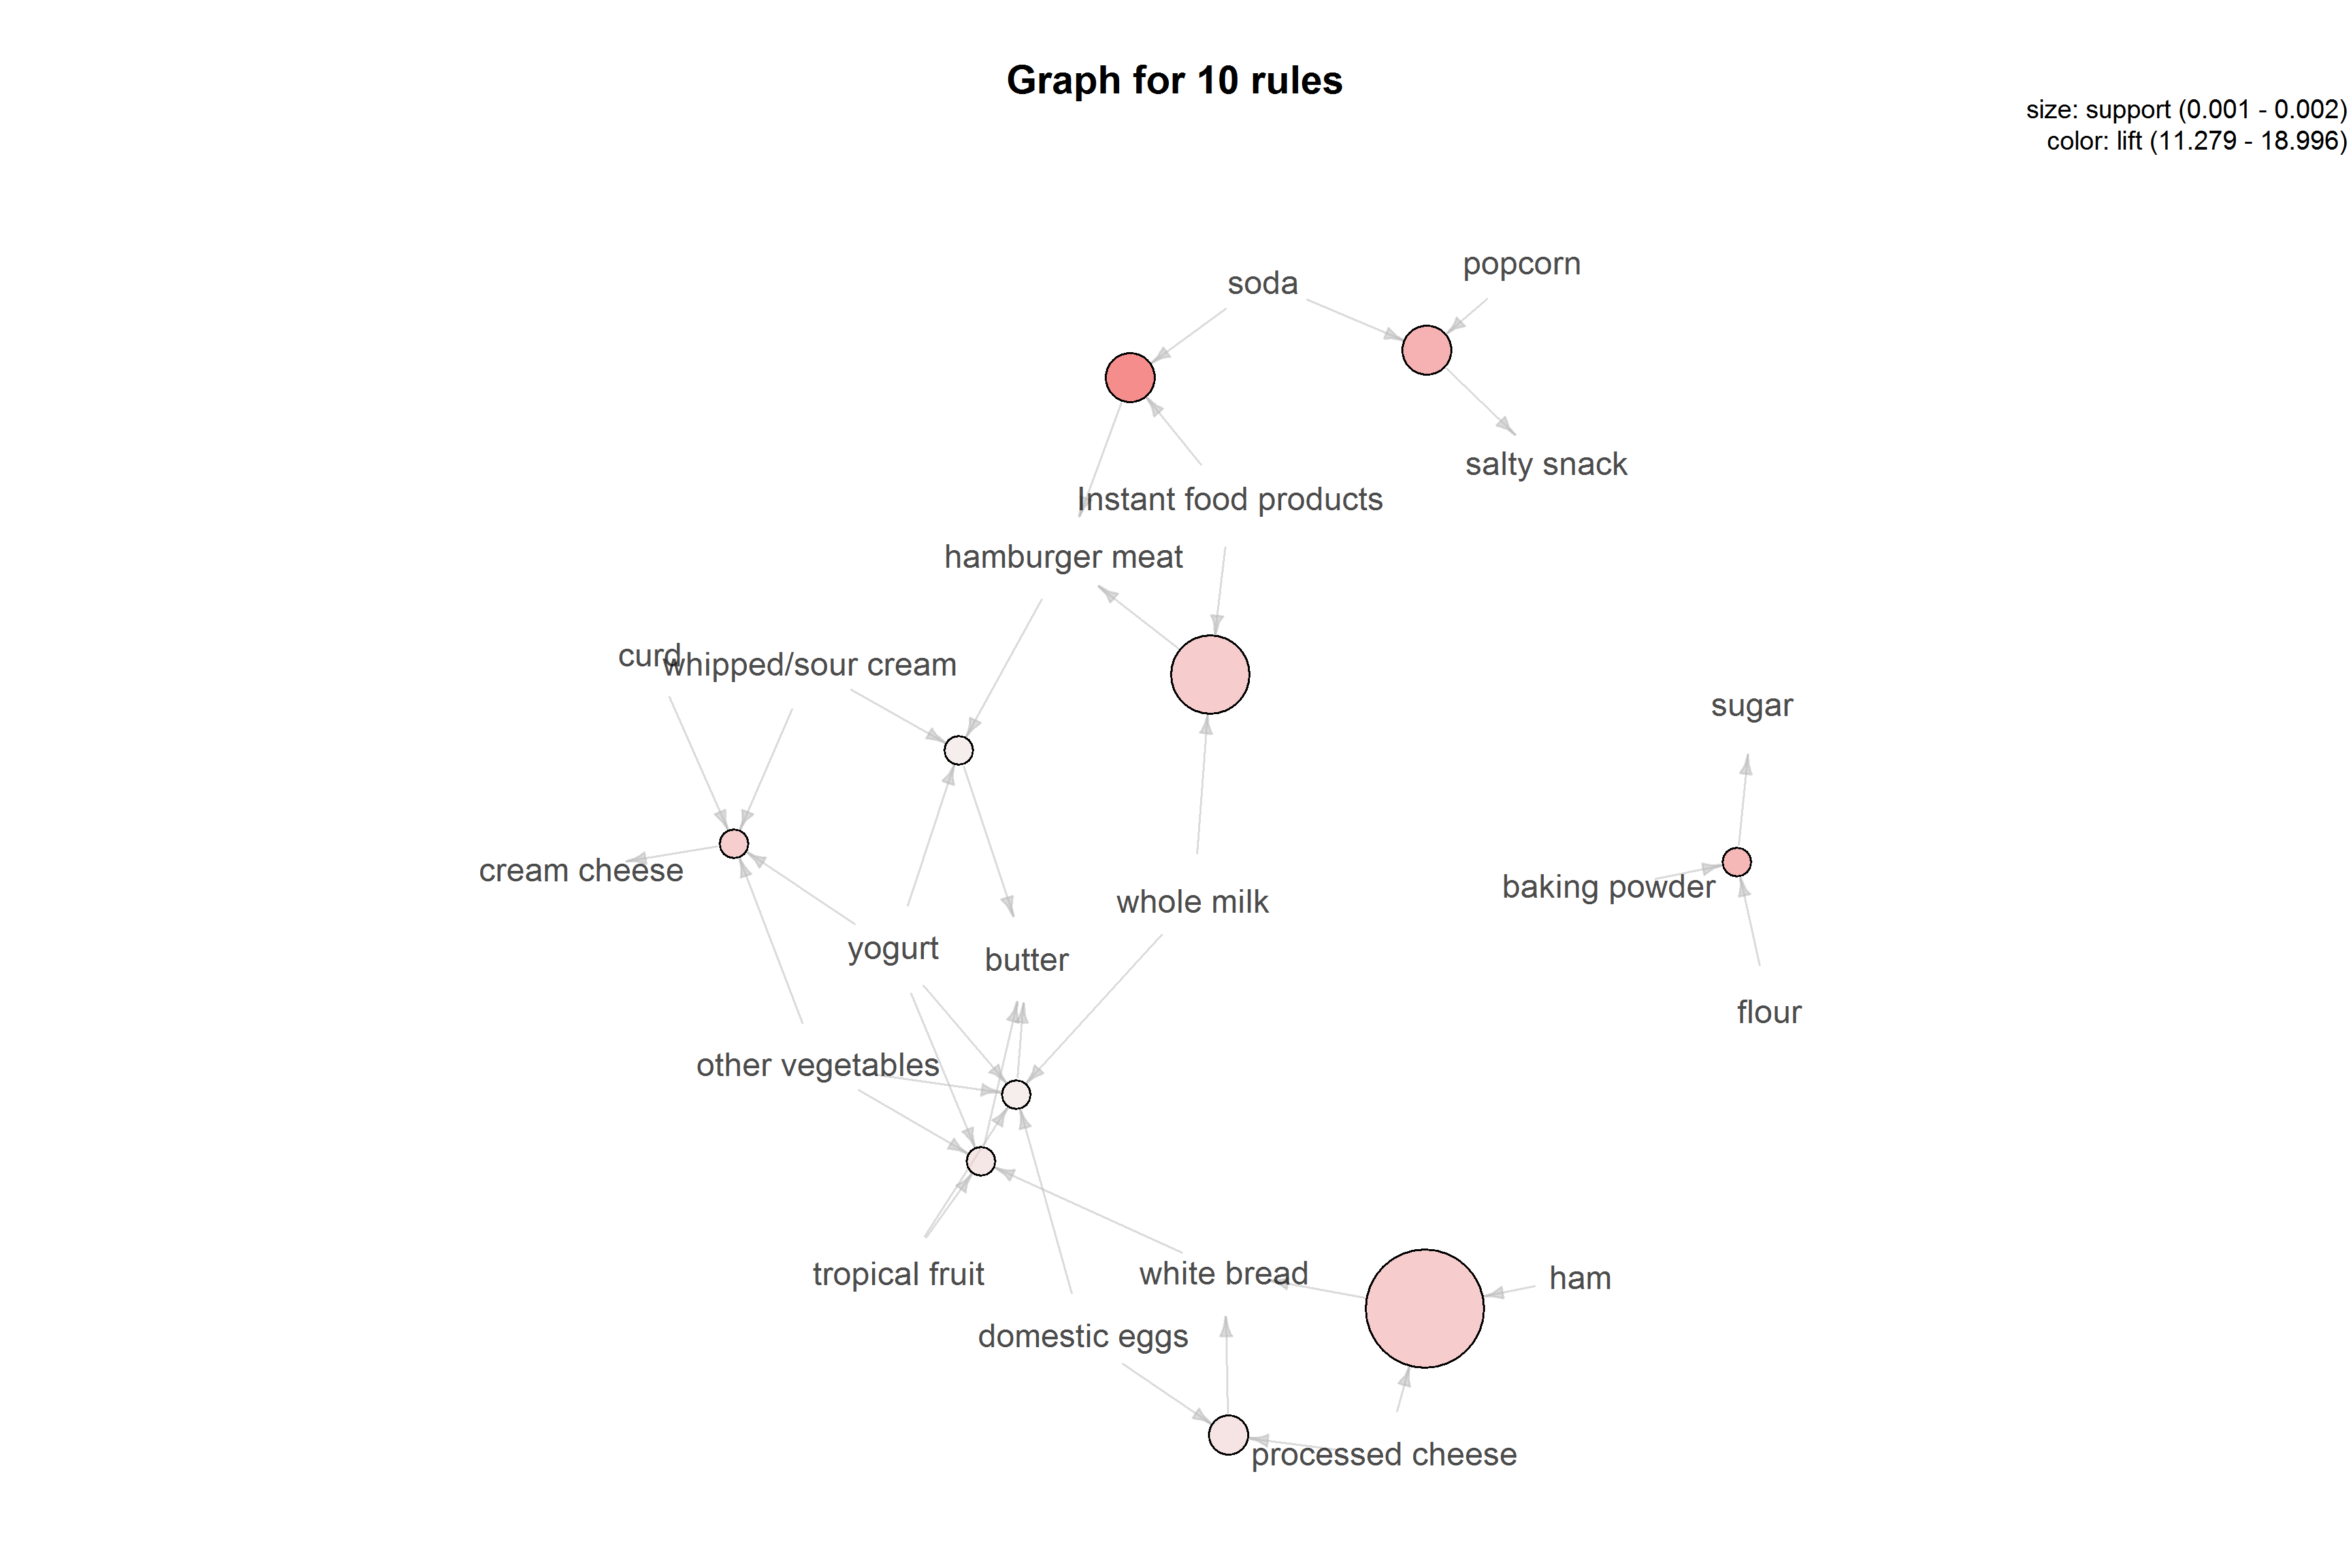 Graph for 10 rules
size: support (0.001 - 0.002)
color: lift (11.279 - 18.996)
popcorn
soda
salty snack
Instant food products
hamburger meat
curd
whipped/sour cream
sugar
cream cheese
baking powder
whole milk
yogurt
butter
flour
other vegetables
tropical fruit
white bread
ham
domestic eggs
processed cheese